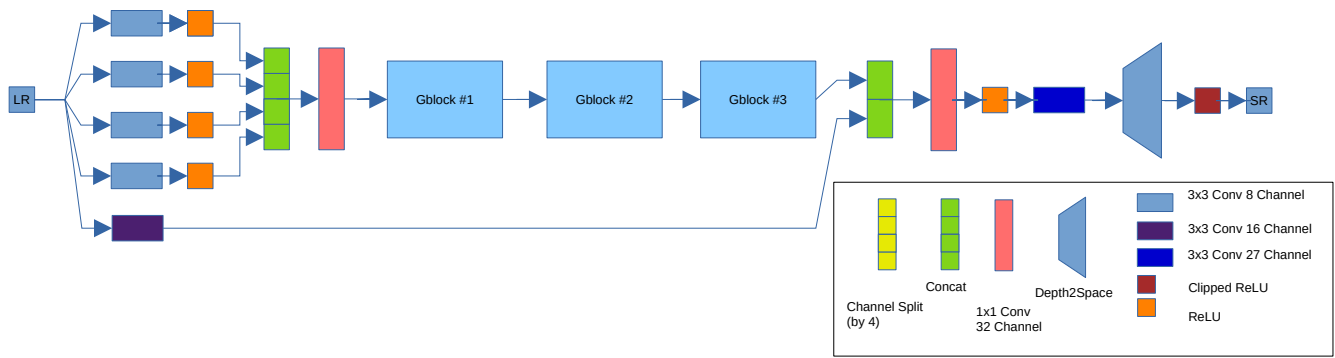 LR
Gblock #1
Gblock #2
Gblock #3
SR
3x3 Conv 8 Channel
3x3 Conv 16 Channel
3x3 Conv 27 Channel
Clipped ReLU
ReLU
Channel Split
(by 4)
Concat
1x1 Conv
32 Channel
Depth2Space